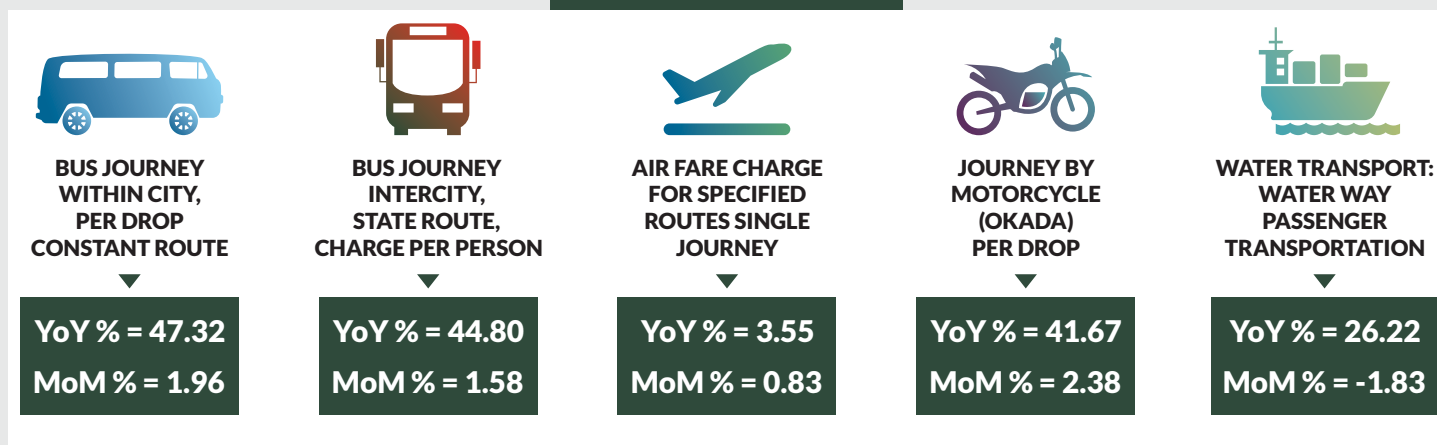 BUS JOURNEY
WITHIN CITY,
PER DROP
CONSTANT ROUTE
YoY % = 47.32
MoM % = 1.96
BUS JOURNEY
INTERCITY,
STATE ROUTE,
CHARGE PER PERSON
YoY % = 44.80
MoM % = 1.58
AIR FARE CHARGE
FOR SPECIFIED
ROUTES SINGLE
JOURNEY
YoY % = 3.55
MoM % = 0.83
JOURNEY BY
MOTORCYCLE
(OKADA)
PER DROP
YoY % = 41.67
MoM % = 2.38
WATER TRANSPORT:
WATER WAY
PASSENGER
TRANSPORTATION
YoY % = 26.22
MoM % = -1.83